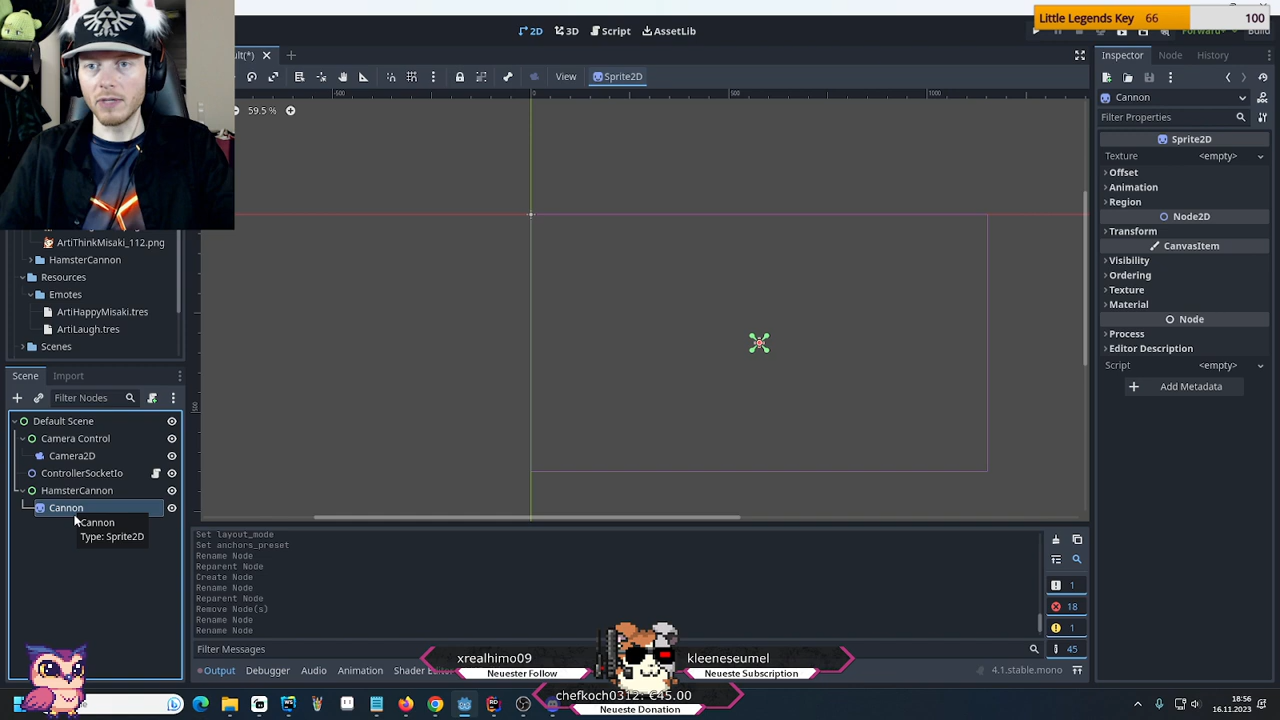 Little Legends Key 66 100
2D 3D Script AssetLib
Forward+ Build
ult(*)
View Sprite2D
Inspector Node History
-500 0 500 1000
59.5 %
Cannon
Filter Properties
Sprite2D
Texture <empty>
Offset
Animation
Region
Node2D
Transform
CanvasItem
Visibility
Ordering
Texture
Material
Node
Process
Editor Description
Script <empty>
Add Metadata
ArtiThinkMisaki_112.png
HamsterCannon
Resources
Emotes
ArtiHappyMisaki.tres
ArtiLaugh.tres
Scenes
Scene Import
Filter Nodes
Default Scene
Camera Control
Camera2D
ControllerSocketIo
HamsterCannon
Cannon
Cannon
Type: Sprite2D
Set layout_mode
Set anchors_preset
Rename Node
Reparent Node
Create Node
Rename Node
Reparent Node
Remove Node(s)
Rename Node
Rename Node
1
18
1
45
Filter Messages
Output Debugger Audio Animation Shader
4.1.stable.mono
xrealhimo09
Neuester Follow
kleeneseumel
Neueste Subscription
chefkoch0312: €45.00
Neueste Donation
18:56
16.11.2023